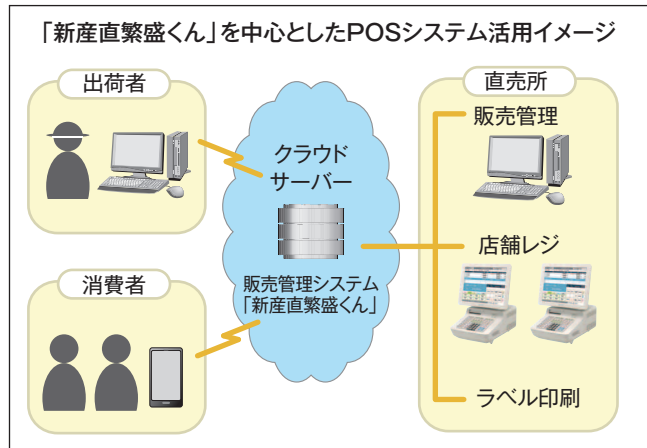 「新産直繁盛くん」を中心としたPOSシステム活用イメージ
出荷者
クラウド
サーバー
販売管理システム
「新産直繁盛くん」
消費者
直売所
販売管理
店舗レジ
ラベル印刷